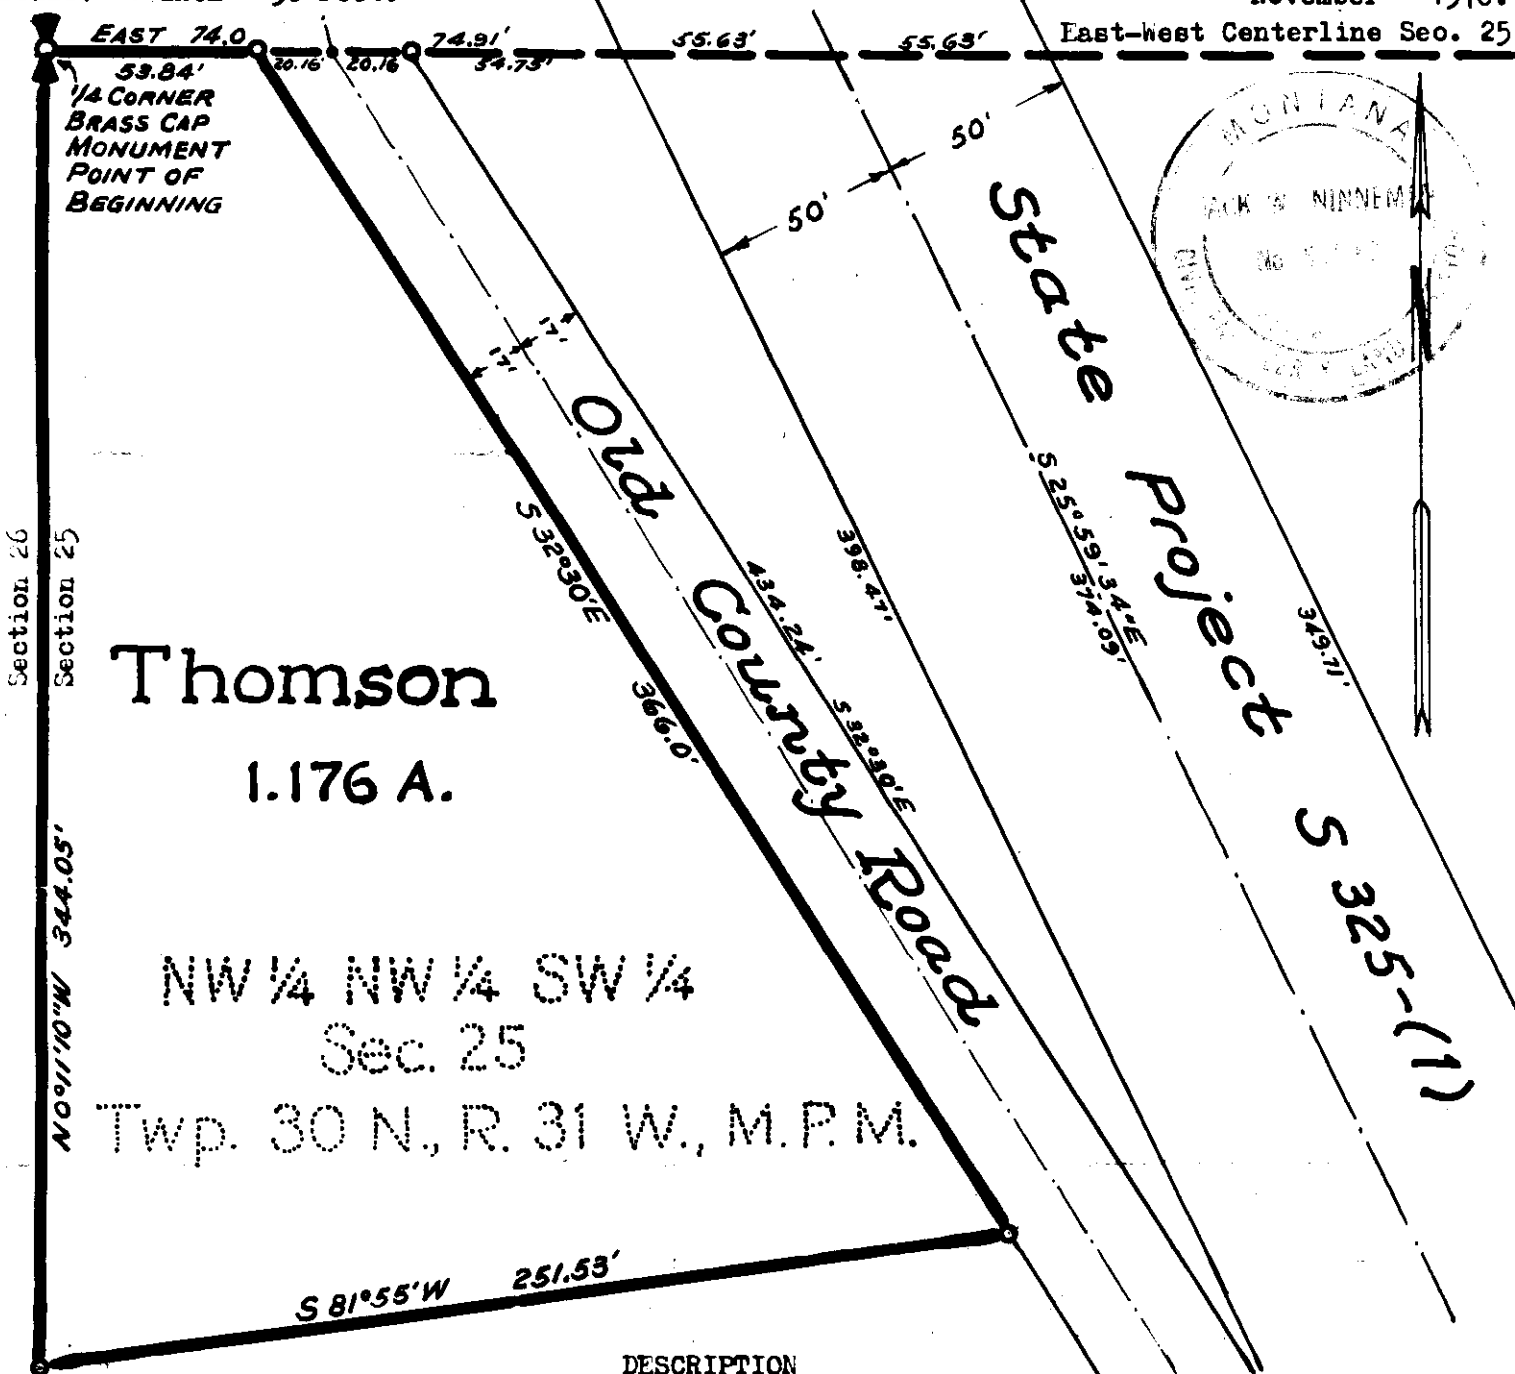 November 1978.
East-West Centerline Sec. 25
EAST 74.0
53.84'
20.16'
20.16
74.91'
54.75'
55.63'
55.63'
1/4 CORNER
BRASS CAP
MONUMENT
POINT OF
BEGINNING
50'
50'
MONTANA
NINNEM
17'
17'
Old County Road
State Project S 325-(1)
S 32°30'E
366.0'
434.24'
S 32°30'E
398.47'
S 25°59'34"E
374.09'
349.71'
Section 26
Section 25
Thomson
1.176 A.
N0°11'10"W 344.05'
NW 1/4 NW 1/4 SW 1/4
Sec. 25
Twp. 30 N., R. 31 W., M.P.M.
S 81°55'W 251.53'
DESCRIPTION